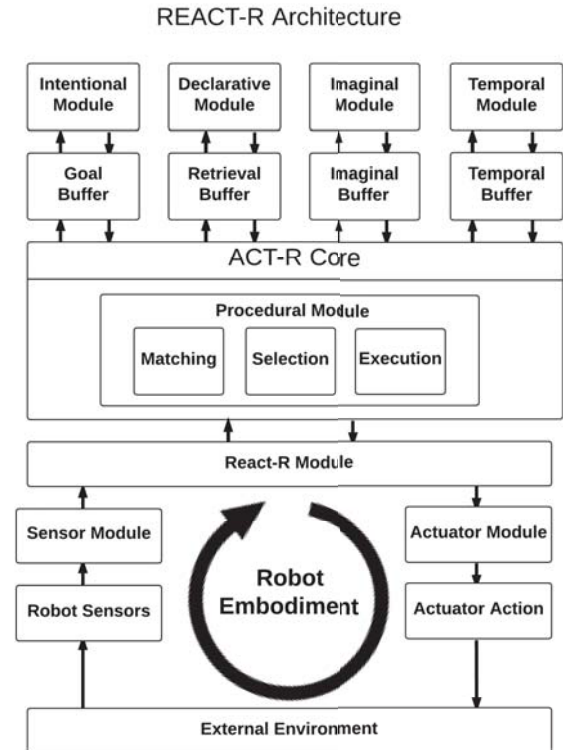 REACT-R Architecture
Intentional
Module
Declarative
Module
Imaginal
Module
Temporal
Module
Goal
Buffer
Retrieval
Buffer
Imaginal
Buffer
Temporal
Buffer
ACT-R Core
Procedural Module
Matching
Selection
Execution
React-R Module
Sensor Module
Actuator Module
Robot
Embodiment
Robot Sensors
Actuator Action
External Environment